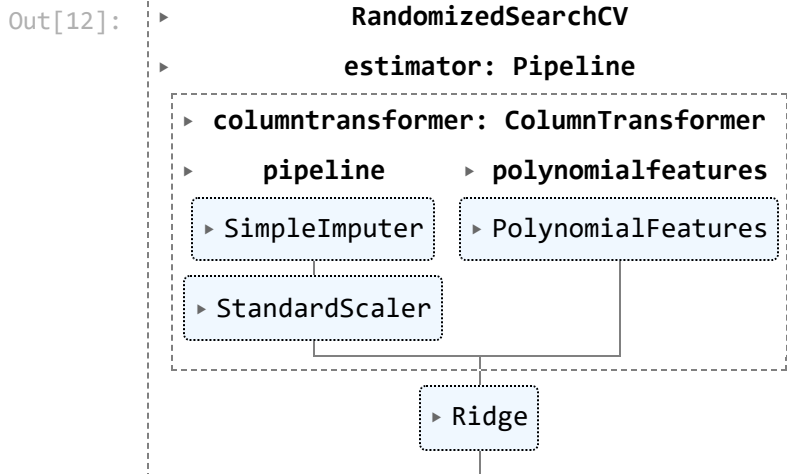 Out[12]:
RandomizedSearchCV
estimator: Pipeline
columntransformer: ColumnTransformer
pipeline
polynomialfeatures
SimpleImputer
PolynomialFeatures
StandardScaler
Ridge